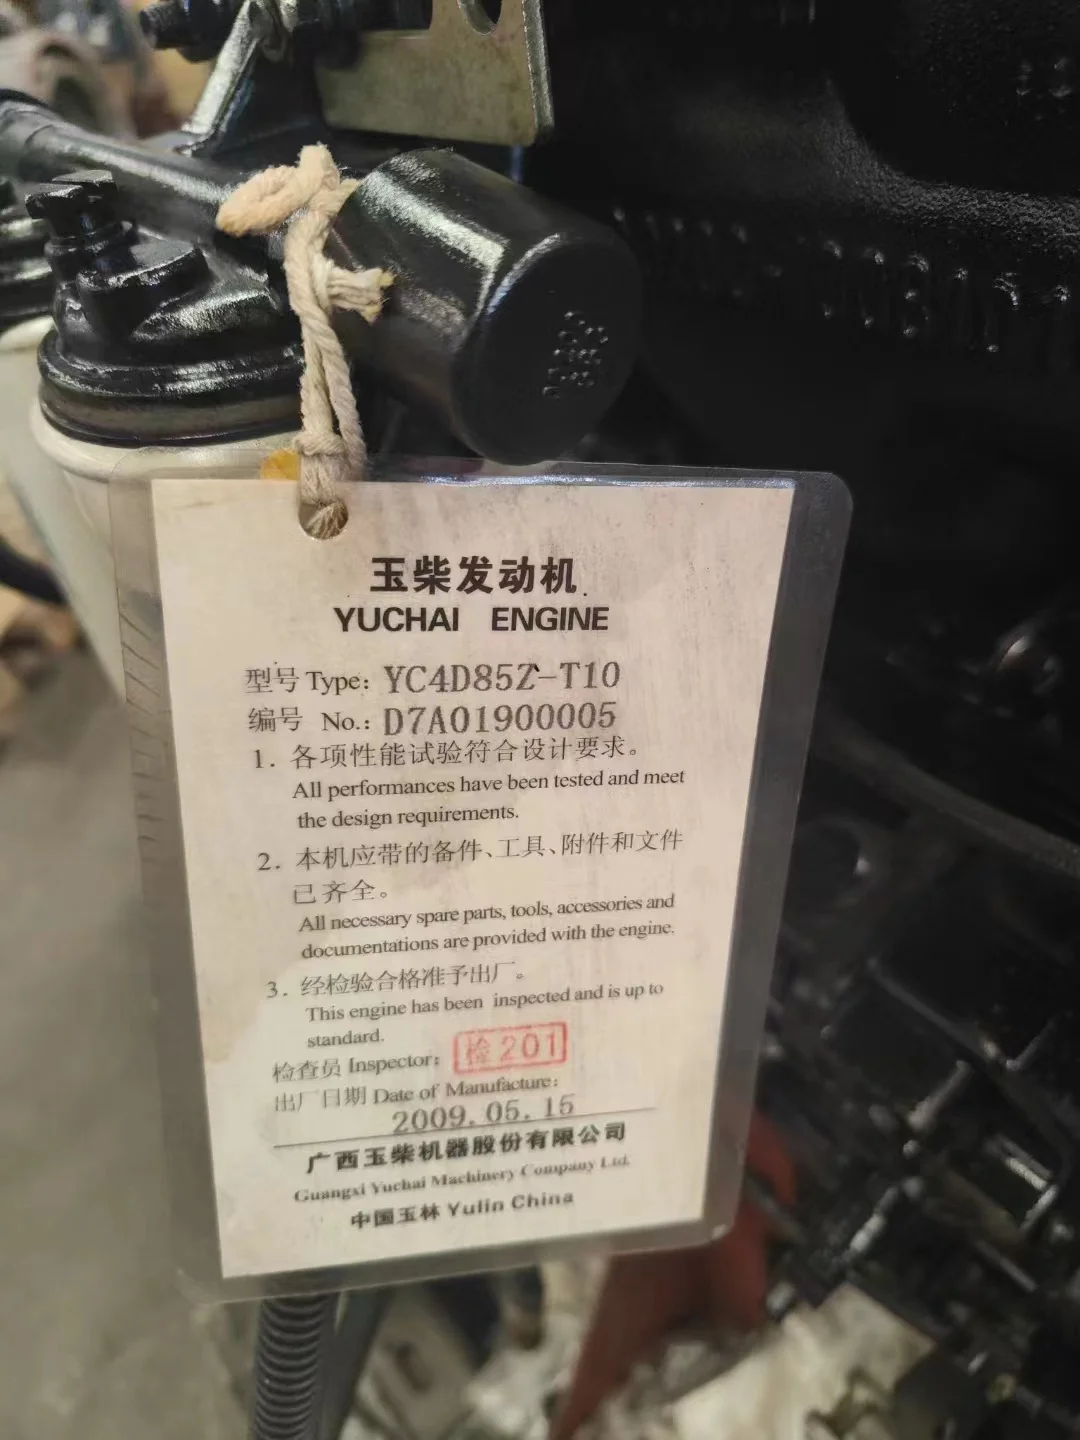 玉柴发动机
YUCHAI ENGINE
型号 Type: YC4D85Z-T10
编号 No.: D7A01900005
1. 各项性能试验符合设计要求。
All performances have been tested and meet
the design requirements.
2. 本机应带的备件、工具、附件和文件
已齐全。
All necessary spare parts, tools, accessories and
documentations are provided with the engine.
3. 经检验合格准予出厂。
This engine has been inspected and is up to
standard.
检查员 Inspector: 检201
出厂日期 Date of Manufacture:
2009.05.15
广西玉柴机器股份有限公司
Guangxi Yuchai Machinery Company Ltd.
中国玉林 Yulin China